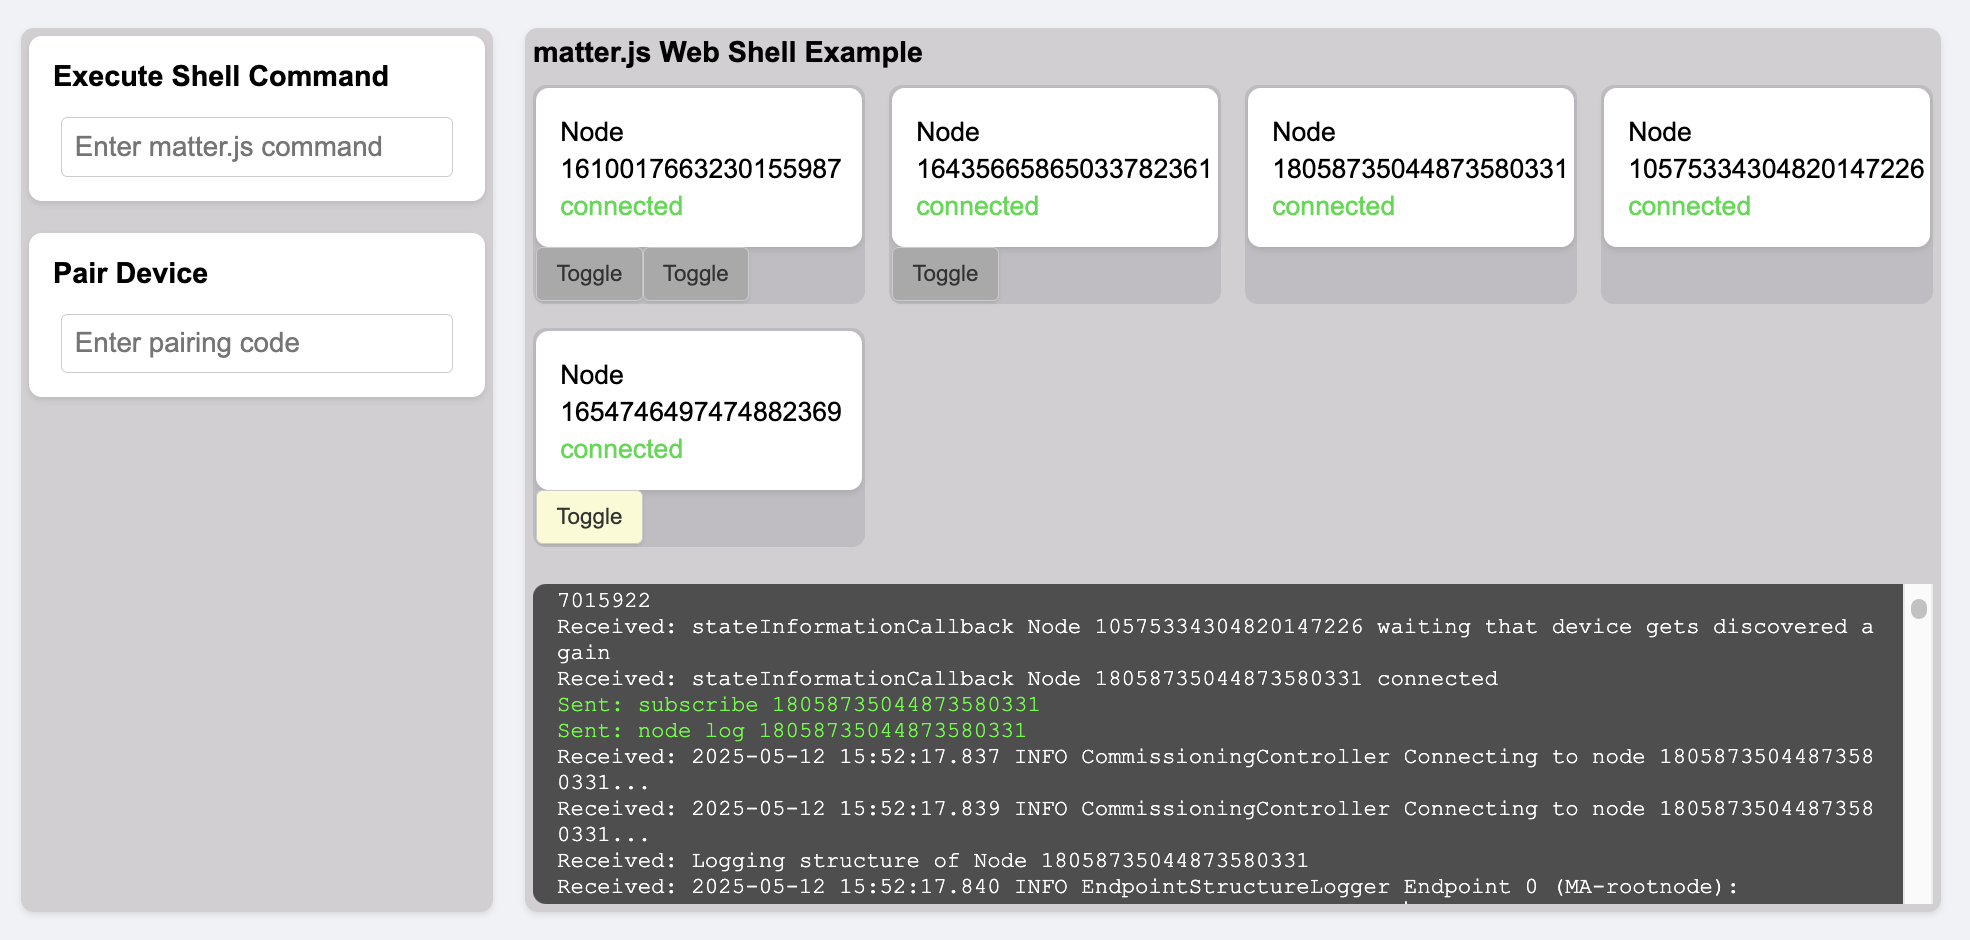 Execute Shell Command
Enter matter.js command
Pair Device
Enter pairing code
matter.js Web Shell Example
Node
1610017663230155987
connected
Toggle
Toggle
Node
16435665865033782361
connected
Toggle
Node
18058735044873580331
connected
Node
10575334304820147226
connected
Node
1654746497474882369
connected
Toggle
7015922
Received: stateInformationCallback Node 10575334304820147226 waiting that device gets discovered a
gain
Received: stateInformationCallback Node 18058735044873580331 connected
Sent: subscribe 18058735044873580331
Sent: node log 18058735044873580331
Received: 2025-05-12 15:52:17.837 INFO CommissioningController Connecting to node 1805873504487358
0331...
Received: 2025-05-12 15:52:17.839 INFO CommissioningController Connecting to node 1805873504487358
0331...
Received: Logging structure of Node 18058735044873580331
Received: 2025-05-12 15:52:17.840 INFO EndpointStructureLogger Endpoint 0 (MA-rootnode):